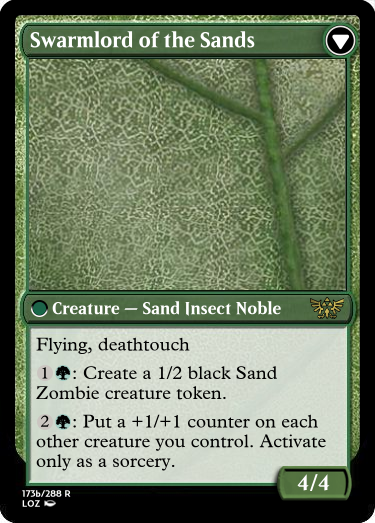 Swarmlord of the Sands
Creature — Sand Insect Noble
Flying, deathtouch
1 : Create a 1/2 black Sand
Zombie creature token.
2 : Put a +1/+1 counter on each
other creature you control. Activate
only as a sorcery.
4/4
173b/288 R
LOZ